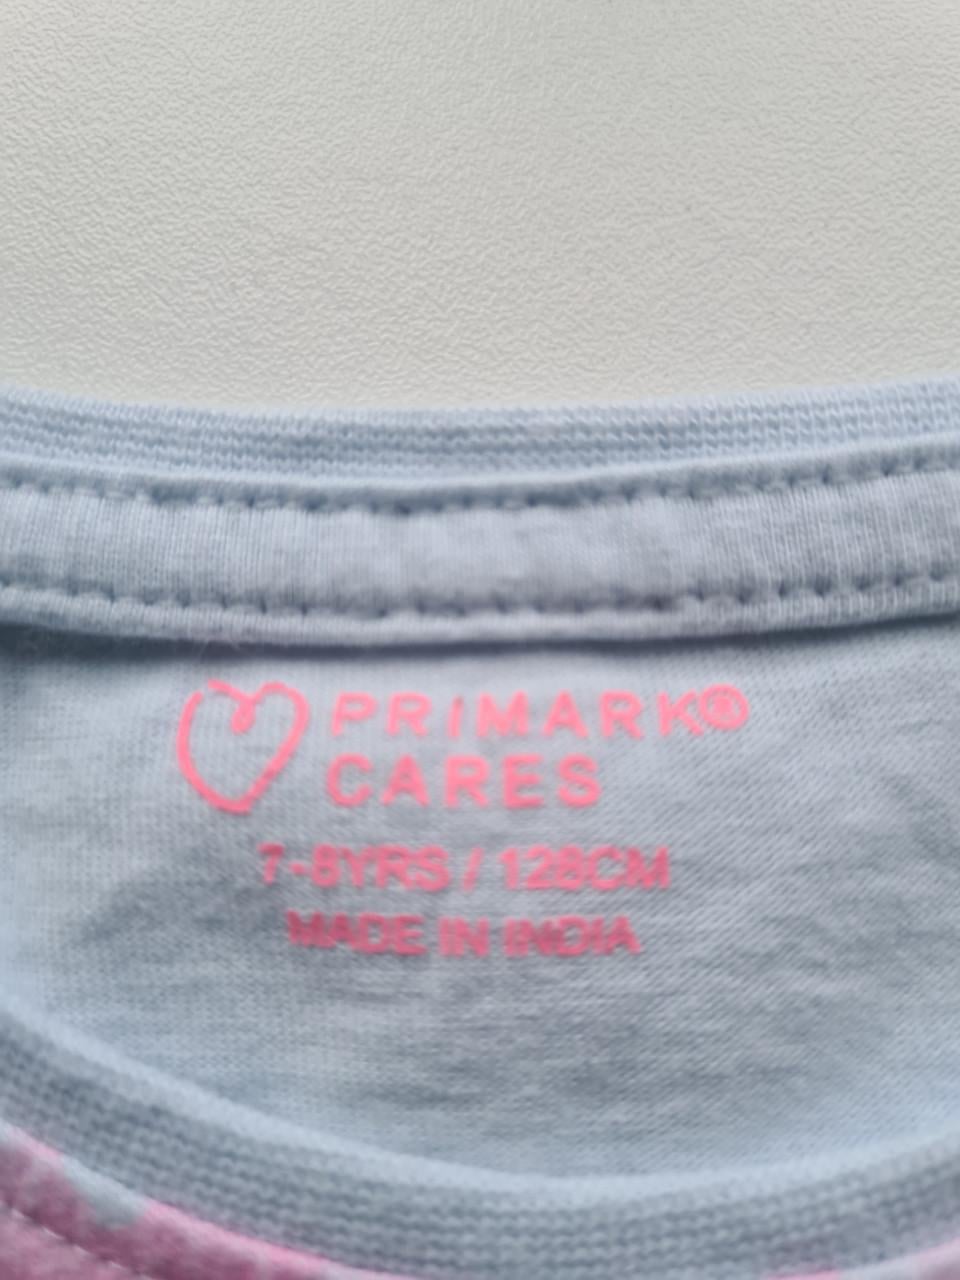 PRIMARK®
CARES
7-8YRS / 128CM
MADE IN INDIA